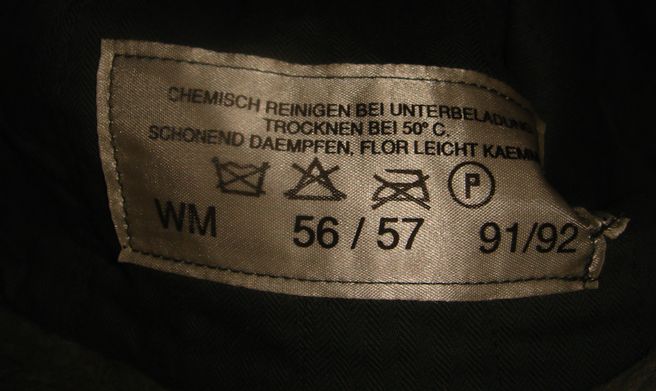 CHEMISCH REINIGEN BEI UNTERBELADUNG
TROCKNEN BEI 50° C.
SCHONEND DAEMPFEN, FLOR LEICHT KAEMM
P
WM 56 / 57 91/92